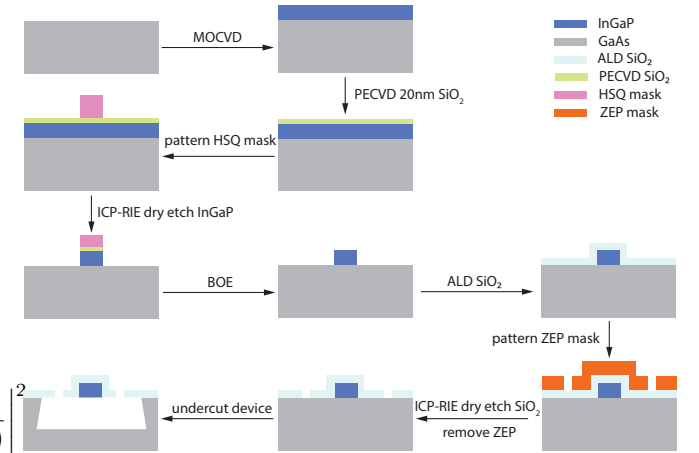 MOCVD
InGaP
GaAs
ALD SiO₂
PECVD SiO₂
HSQ mask
ZEP mask
PECVD 20nm SiO₂
pattern HSQ mask
ICP-RIE dry etch InGaP
BOE
ALD SiO₂
pattern ZEP mask
ICP-RIE dry etch SiO₂
remove ZEP
undercut device
2
)